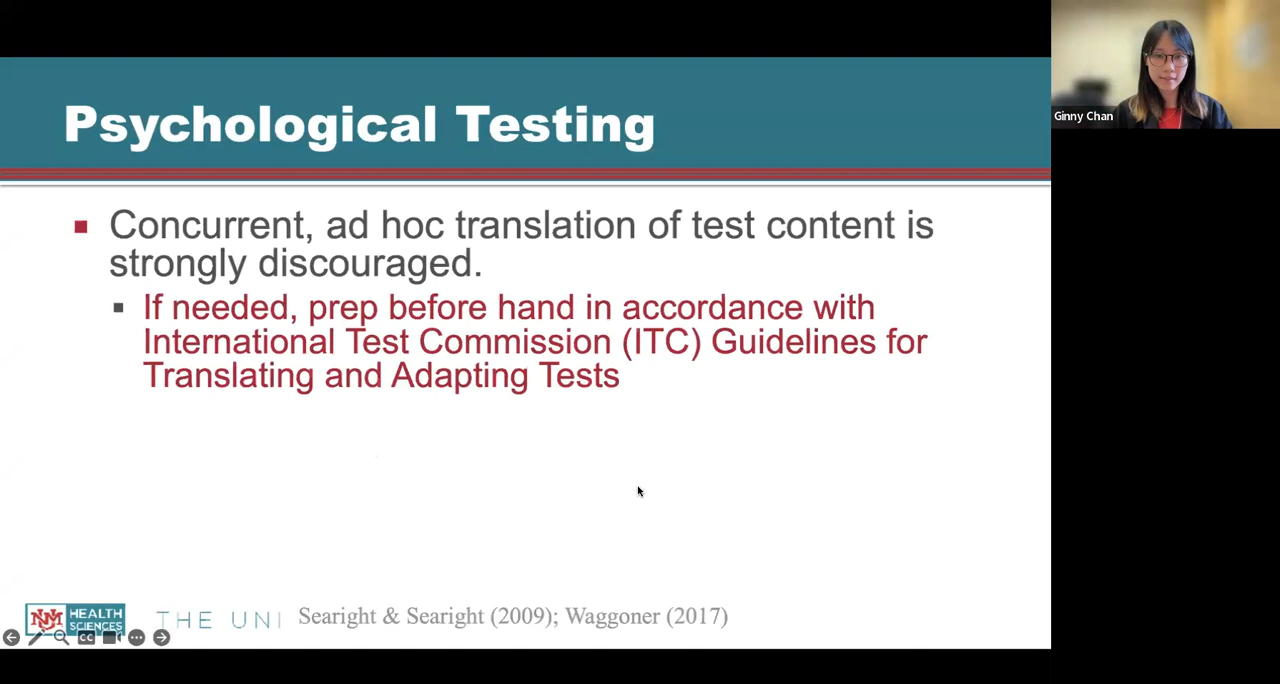 Psychological Testing
Ginny Chan
Concurrent, ad hoc translation of test content is
strongly discouraged.
If needed, prep before hand in accordance with
International Test Commission (ITC) Guidelines for
Translating and Adapting Tests
NM HEALTH
SCIENCES
THE UNI
Searight & Searight (2009); Waggoner (2017)
CC